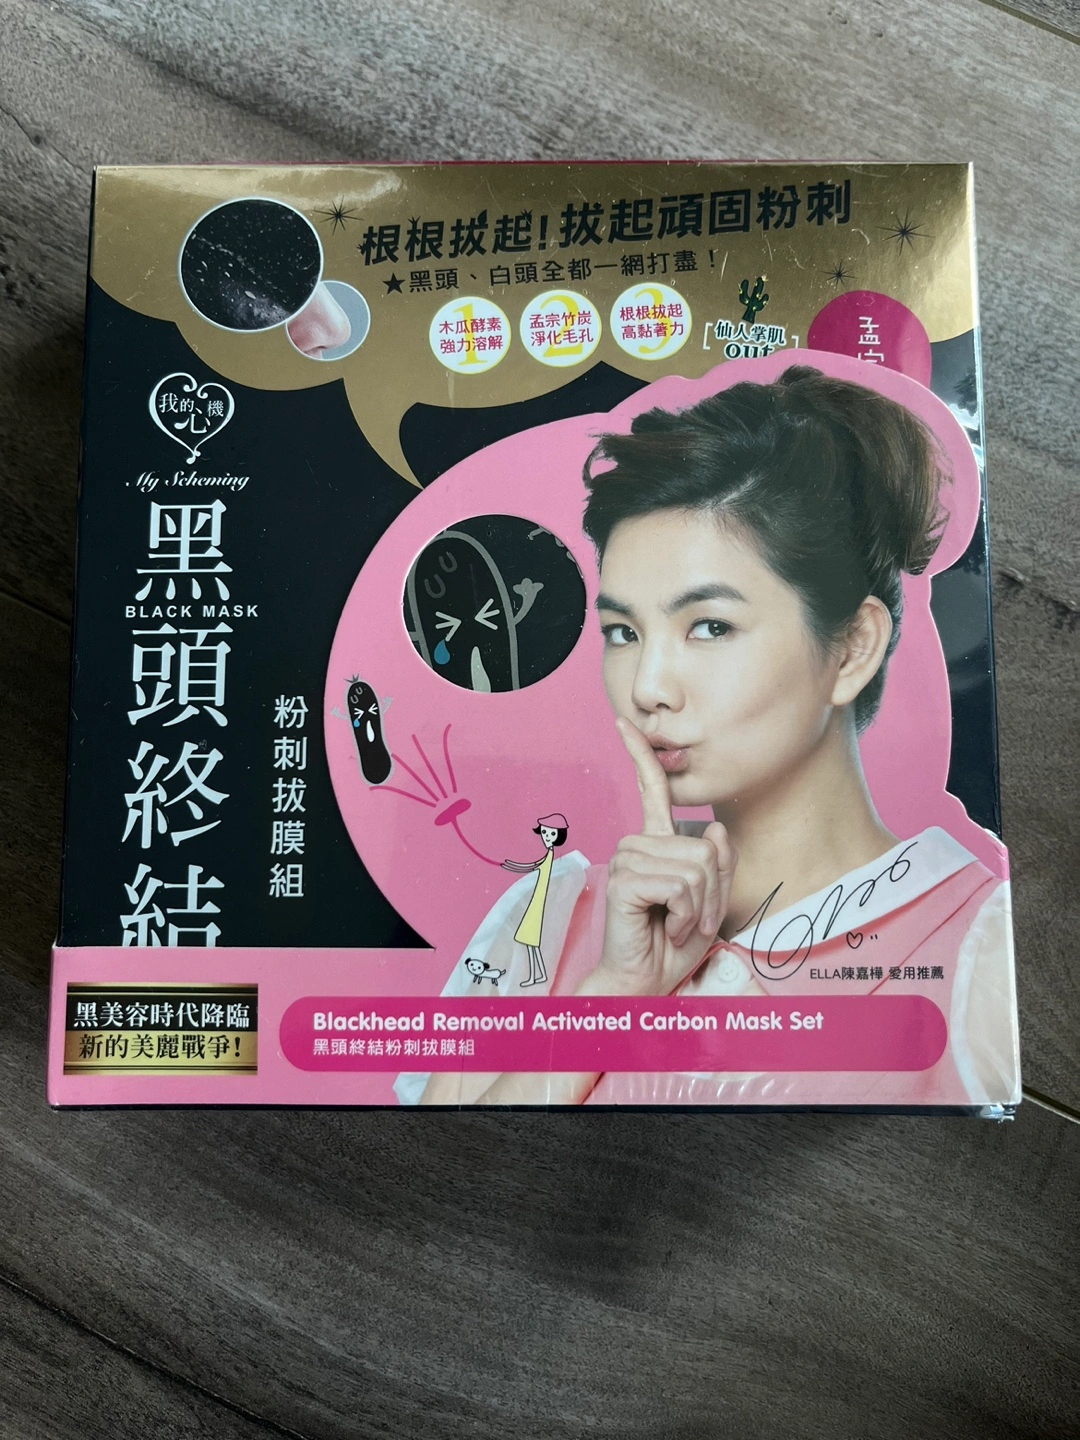 根根拔起!拔起頑固粉刺
★黑頭、白頭全都一網打盡!
1
木瓜酵素
強力溶解
2
孟宗竹炭
淨化毛孔
3
根根拔起
高黏著力
仙人掌肌
out
孟
我的心機
My Scheming
黑
BLACK MASK
頭終結
粉刺拔膜組
ELLA陳嘉樺 愛用推薦
黑美容時代降臨
新的美麗戰爭!
Blackhead Removal Activated Carbon Mask Set
黑頭終結粉刺拔膜組